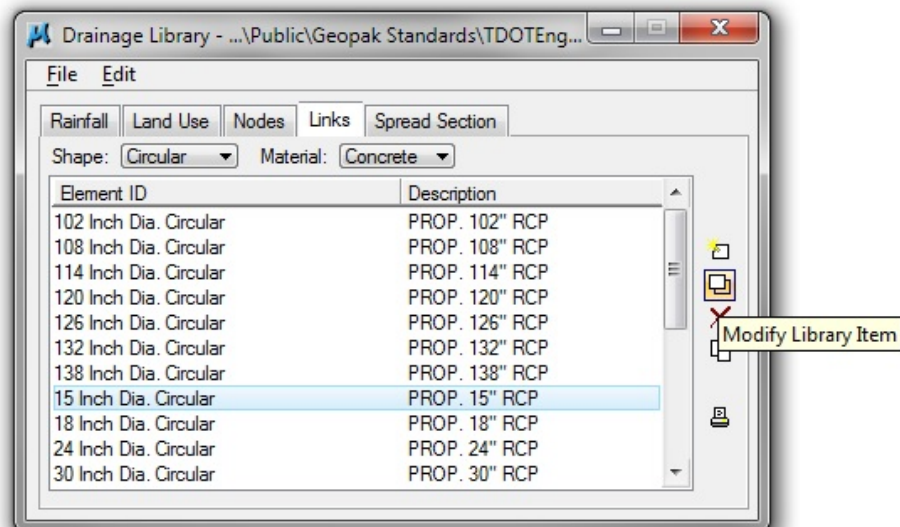 Drainage Library - ...\Public\Geopak Standards\TDOTEng...
File Edit
Rainfall Land Use Nodes Links Spread Section
Shape: Circular Material: Concrete
Element ID Description
102 Inch Dia. Circular PROP. 102" RCP
108 Inch Dia. Circular PROP. 108" RCP
114 Inch Dia. Circular PROP. 114" RCP
120 Inch Dia. Circular PROP. 120" RCP
126 Inch Dia. Circular PROP. 126" RCP
132 Inch Dia. Circular PROP. 132" RCP
138 Inch Dia. Circular PROP. 138" RCP
15 Inch Dia. Circular PROP. 15" RCP
18 Inch Dia. Circular PROP. 18" RCP
24 Inch Dia. Circular PROP. 24" RCP
30 Inch Dia. Circular PROP. 30" RCP
Modify Library Item